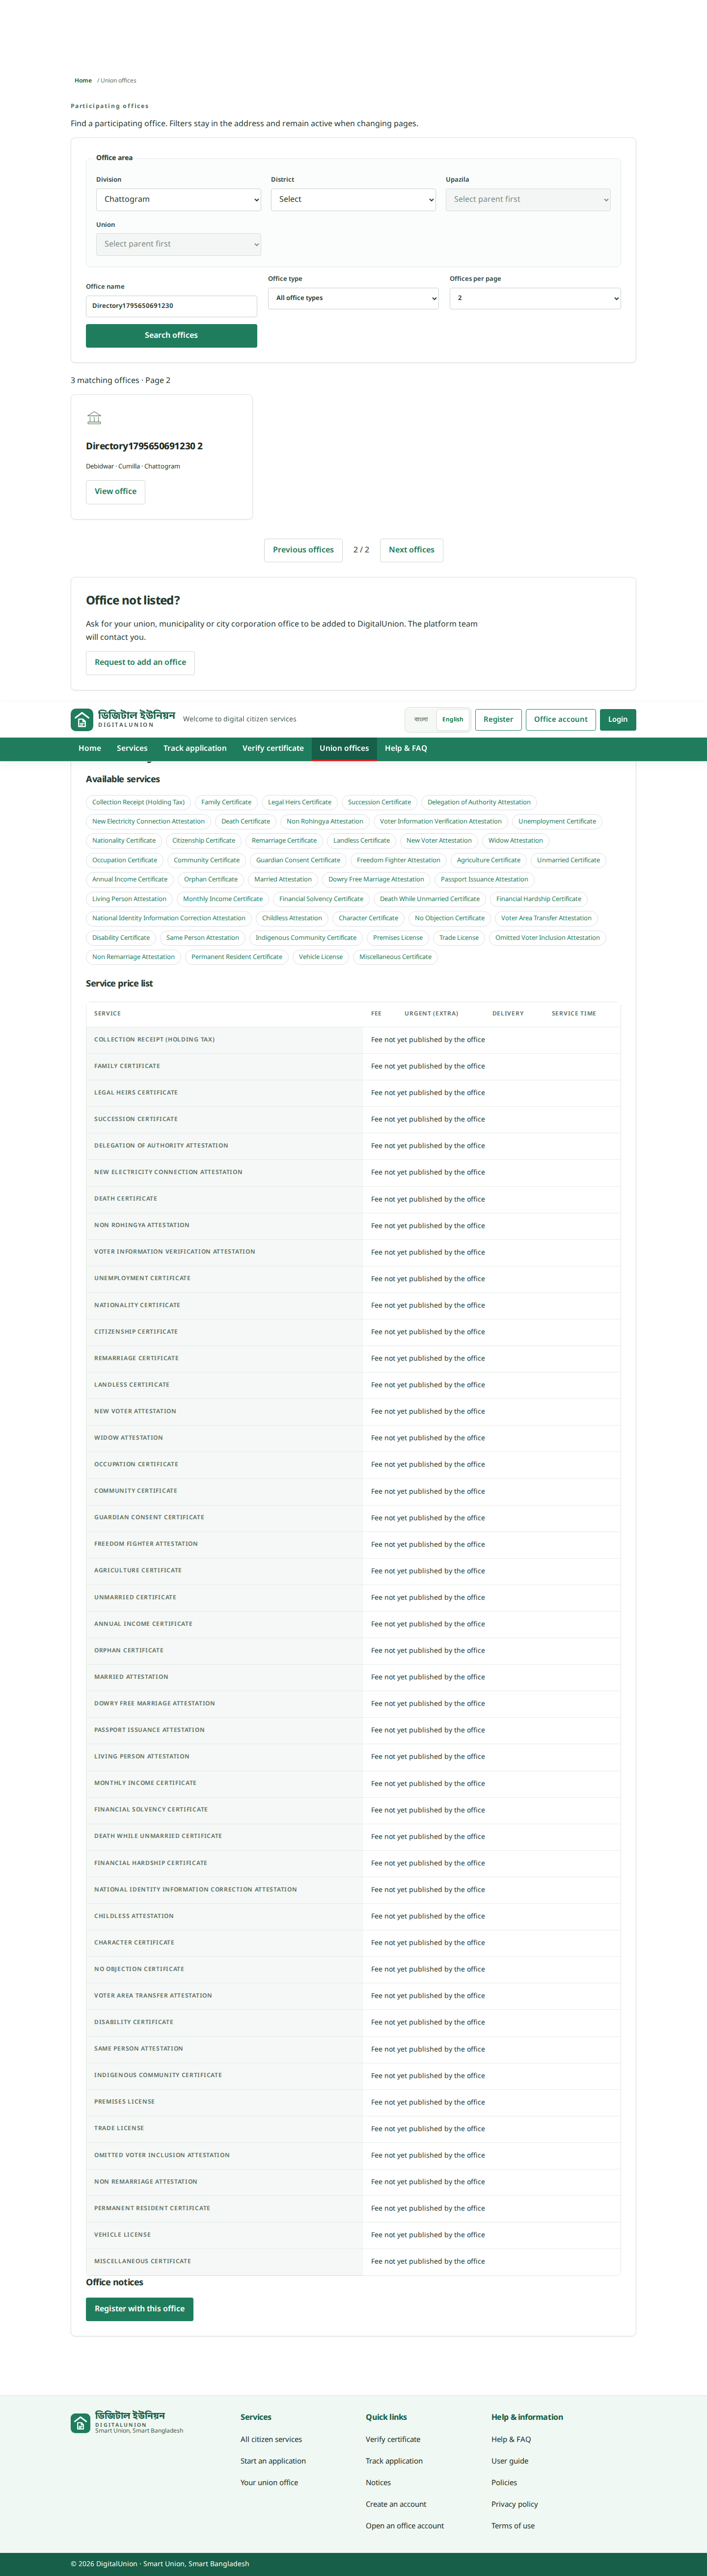 Home / Union offices
Participating offices
Find a participating office. Filters stay in the address and remain active when changing pages.
Office area
Division
District
Upazila
Chattogram
Select
Select parent first
Union
Select parent first
Office name
Office type
Offices per page
Directory1795650691230
All office types
2
Search offices
3 matching offices · Page 2
Directory1795650691230 2
Debidwar · Cumilla · Chattogram
View office
Previous offices
2 / 2
Next offices
Office not listed?
Ask for your union, municipality or city corporation office to be added to DigitalUnion. The platform team
will contact you.
Request to add an office
ডিজিটাল ইউনিয়ন
DIGITALUNION
Welcome to digital citizen services
বাংলা
English
Register
Office account
Login
Home
Services
Track application
Verify certificate
Union offices
Help & FAQ
Available services
Collection Receipt (Holding Tax)
Family Certificate
Legal Heirs Certificate
Succession Certificate
Delegation of Authority Attestation
New Electricity Connection Attestation
Death Certificate
Non Rohingya Attestation
Voter Information Verification Attestation
Unemployment Certificate
Nationality Certificate
Citizenship Certificate
Remarriage Certificate
Landless Certificate
New Voter Attestation
Widow Attestation
Occupation Certificate
Community Certificate
Guardian Consent Certificate
Freedom Fighter Attestation
Agriculture Certificate
Unmarried Certificate
Annual Income Certificate
Orphan Certificate
Married Attestation
Dowry Free Marriage Attestation
Passport Issuance Attestation
Living Person Attestation
Monthly Income Certificate
Financial Solvency Certificate
Death While Unmarried Certificate
Financial Hardship Certificate
National Identity Information Correction Attestation
Childless Attestation
Character Certificate
No Objection Certificate
Voter Area Transfer Attestation
Disability Certificate
Same Person Attestation
Indigenous Community Certificate
Premises License
Trade License
Omitted Voter Inclusion Attestation
Non Remarriage Attestation
Permanent Resident Certificate
Vehicle License
Miscellaneous Certificate
Service price list
SERVICE FEE URGENT (EXTRA) DELIVERY SERVICE TIME
COLLECTION RECEIPT (HOLDING TAX) Fee not yet published by the office
FAMILY CERTIFICATE Fee not yet published by the office
LEGAL HEIRS CERTIFICATE Fee not yet published by the office
SUCCESSION CERTIFICATE Fee not yet published by the office
DELEGATION OF AUTHORITY ATTESTATION Fee not yet published by the office
NEW ELECTRICITY CONNECTION ATTESTATION Fee not yet published by the office
DEATH CERTIFICATE Fee not yet published by the office
NON ROHINGYA ATTESTATION Fee not yet published by the office
VOTER INFORMATION VERIFICATION ATTESTATION Fee not yet published by the office
UNEMPLOYMENT CERTIFICATE Fee not yet published by the office
NATIONALITY CERTIFICATE Fee not yet published by the office
CITIZENSHIP CERTIFICATE Fee not yet published by the office
REMARRIAGE CERTIFICATE Fee not yet published by the office
LANDLESS CERTIFICATE Fee not yet published by the office
NEW VOTER ATTESTATION Fee not yet published by the office
WIDOW ATTESTATION Fee not yet published by the office
OCCUPATION CERTIFICATE Fee not yet published by the office
COMMUNITY CERTIFICATE Fee not yet published by the office
GUARDIAN CONSENT CERTIFICATE Fee not yet published by the office
FREEDOM FIGHTER ATTESTATION Fee not yet published by the office
AGRICULTURE CERTIFICATE Fee not yet published by the office
UNMARRIED CERTIFICATE Fee not yet published by the office
ANNUAL INCOME CERTIFICATE Fee not yet published by the office
ORPHAN CERTIFICATE Fee not yet published by the office
MARRIED ATTESTATION Fee not yet published by the office
DOWRY FREE MARRIAGE ATTESTATION Fee not yet published by the office
PASSPORT ISSUANCE ATTESTATION Fee not yet published by the office
LIVING PERSON ATTESTATION Fee not yet published by the office
MONTHLY INCOME CERTIFICATE Fee not yet published by the office
FINANCIAL SOLVENCY CERTIFICATE Fee not yet published by the office
DEATH WHILE UNMARRIED CERTIFICATE Fee not yet published by the office
FINANCIAL HARDSHIP CERTIFICATE Fee not yet published by the office
NATIONAL IDENTITY INFORMATION CORRECTION ATTESTATION Fee not yet published by the office
CHILDLESS ATTESTATION Fee not yet published by the office
CHARACTER CERTIFICATE Fee not yet published by the office
NO OBJECTION CERTIFICATE Fee not yet published by the office
VOTER AREA TRANSFER ATTESTATION Fee not yet published by the office
DISABILITY CERTIFICATE Fee not yet published by the office
SAME PERSON ATTESTATION Fee not yet published by the office
INDIGENOUS COMMUNITY CERTIFICATE Fee not yet published by the office
PREMISES LICENSE Fee not yet published by the office
TRADE LICENSE Fee not yet published by the office
OMITTED VOTER INCLUSION ATTESTATION Fee not yet published by the office
NON REMARRIAGE ATTESTATION Fee not yet published by the office
PERMANENT RESIDENT CERTIFICATE Fee not yet published by the office
VEHICLE LICENSE Fee not yet published by the office
MISCELLANEOUS CERTIFICATE Fee not yet published by the office
Office notices
Register with this office
ডিজিটাল ইউনিয়ন
DIGITALUNION
Smart Union, Smart Bangladesh
Services
All citizen services
Start an application
Your union office
Quick links
Verify certificate
Track application
Notices
Create an account
Open an office account
Help & information
Help & FAQ
User guide
Policies
Privacy policy
Terms of use
© 2026 DigitalUnion · Smart Union, Smart Bangladesh